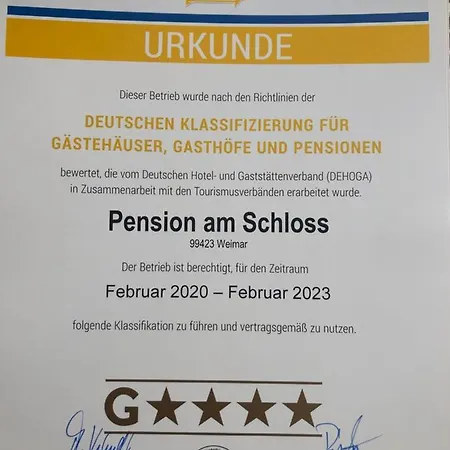 URKUNDE
Dieser Betrieb wurde nach den Richtlinien der
DEUTSCHEN KLASSIFIZIERUNG FÜR
GÄSTEHÄUSER, GASTHÖFE UND PENSIONEN
bewertet, die vom Deutschen Hotel- und Gaststättenverband (DEHOGA)
in Zusammenarbeit mit den Tourismusverbänden erarbeitet wurde.
Pension am Schloss
99423 Weimar
Der Betrieb ist berechtigt, für den Zeitraum
Februar 2020 – Februar 2023
folgende Klassifikation zu führen und vertragsgemäß zu nutzen.
G★★★★